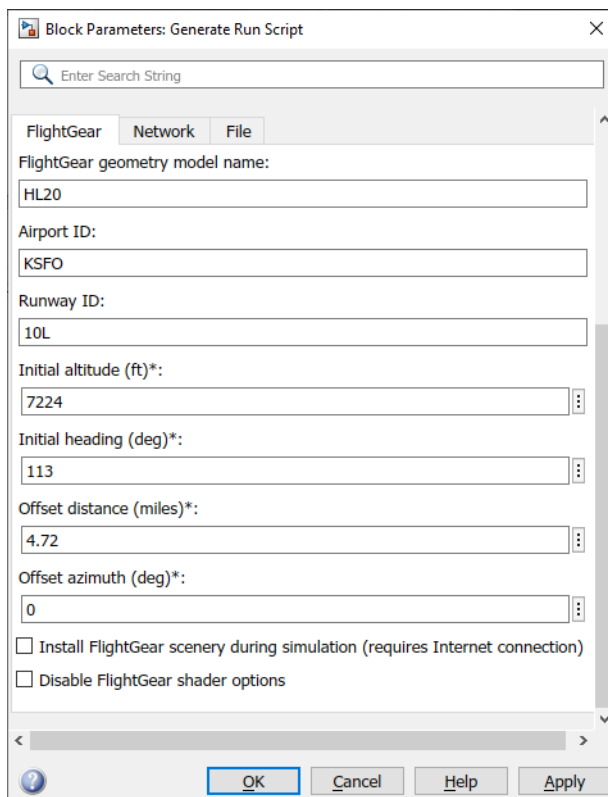 Block Parameters: Generate Run Script
Enter Search String
FlightGear Network File
FlightGear geometry model name:
HL20
Airport ID:
KSFO
Runway ID:
10L
Initial altitude (ft)*:
7224
Initial heading (deg)*:
113
Offset distance (miles)*:
4.72
Offset azimuth (deg)*:
0
Install FlightGear scenery during simulation (requires Internet connection)
Disable FlightGear shader options
OK Cancel Help Apply